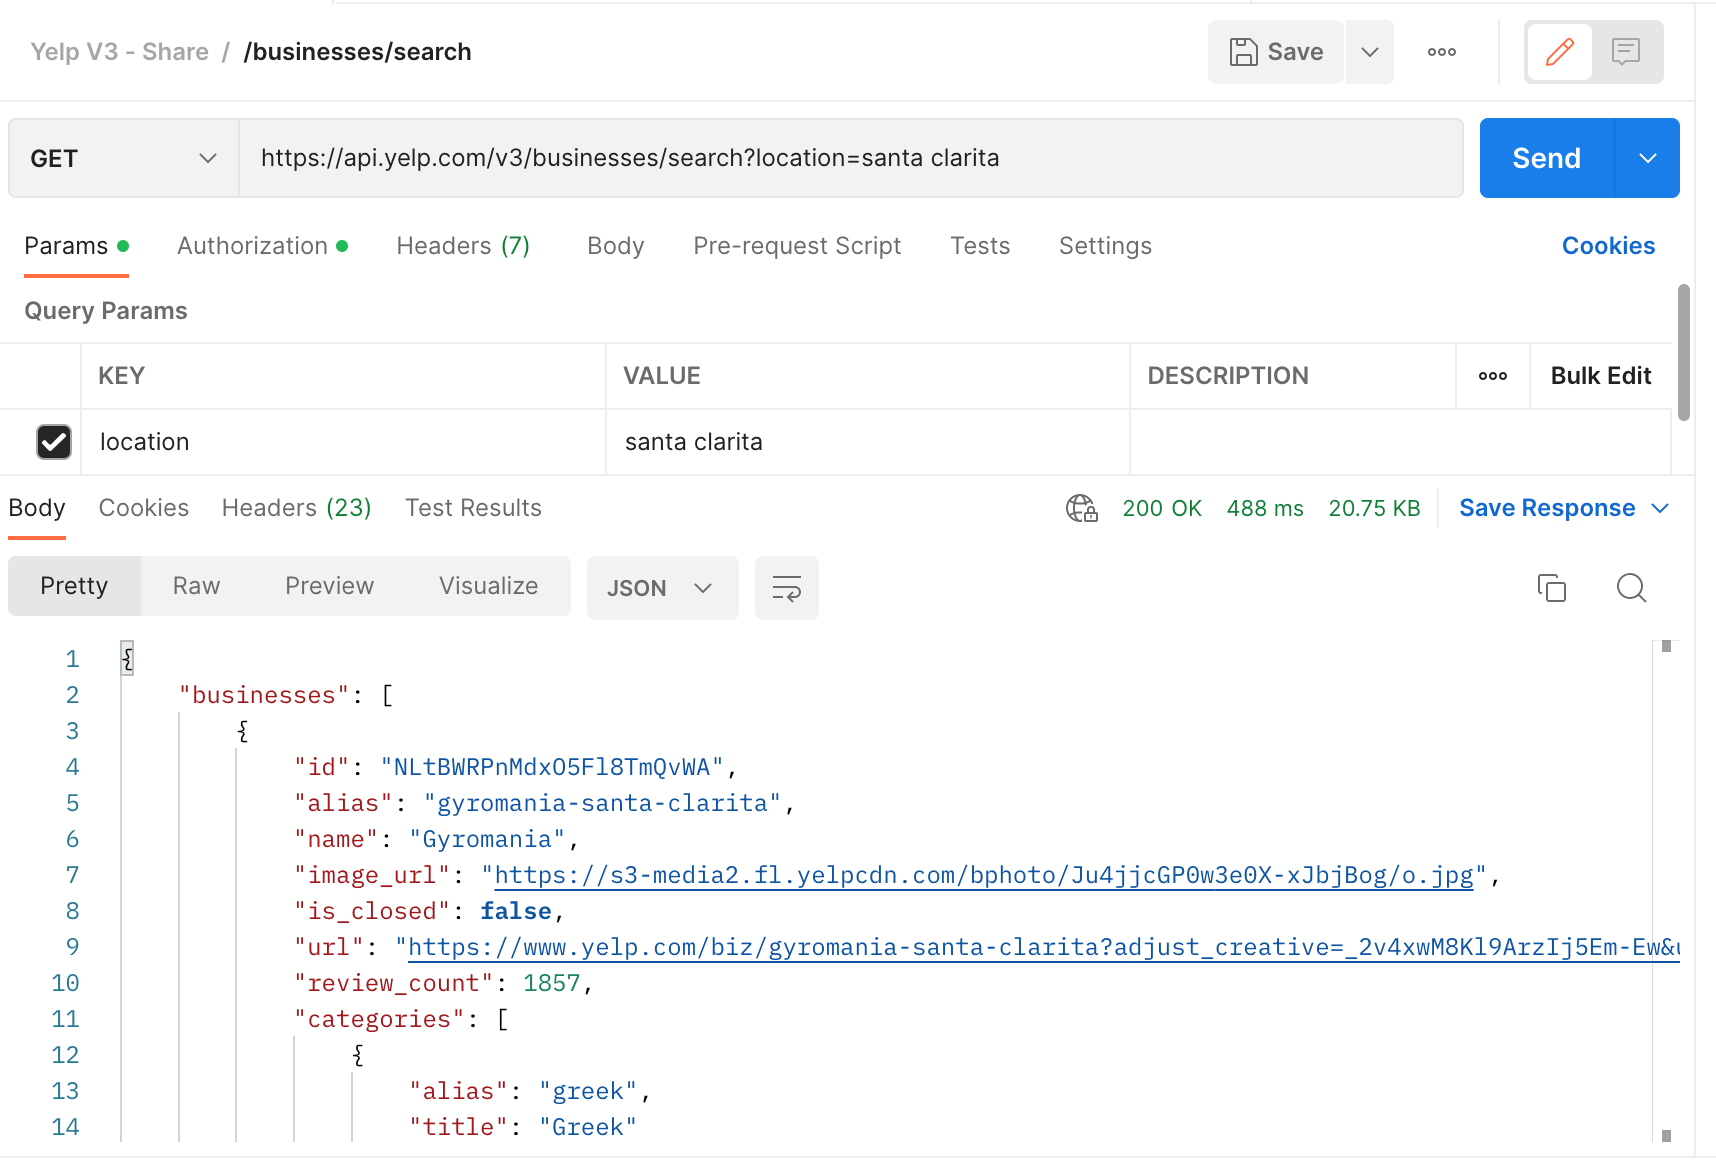 Yelp V3 - Share / /businesses/search Save
GET https://api.yelp.com/v3/businesses/search?location=santa clarita Send
Params Authorization Headers (7) Body Pre-request Script Tests Settings Cookies
Query Params
KEY VALUE DESCRIPTION Bulk Edit
location santa clarita
Body Cookies Headers (23) Test Results 200 OK 488 ms 20.75 KB Save Response
Pretty Raw Preview Visualize JSON
1 {
2 "businesses": [
3 {
4 "id": "NLtBWRPnMdxO5Fl8TmQvWA",
5 "alias": "gyromania-santa-clarita",
6 "name": "Gyromania",
7 "image_url": "https://s3-media2.fl.yelpcdn.com/bphoto/Ju4jjcGP0w3e0X-xJbjBog/o.jpg",
8 "is_closed": false,
9 "url": "https://www.yelp.com/biz/gyromania-santa-clarita?adjust_creative=_2v4xwM8Kl9ArzIj5Em-Ew&u
10 "review_count": 1857,
11 "categories": [
12 {
13 "alias": "greek",
14 "title": "Greek"